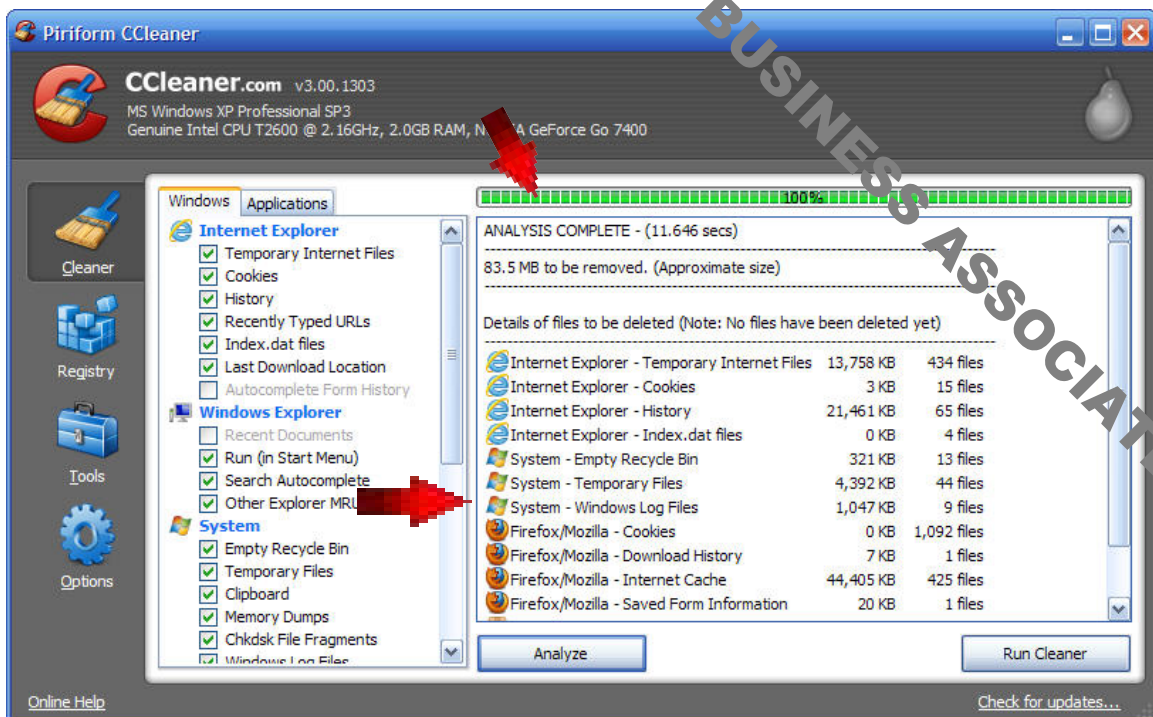 Piriform CCleaner
CCleaner.com v3.00.1303
MS Windows XP Professional SP3
Genuine Intel CPU T2600 @ 2.16GHz, 2.0GB RAM, GeForce Go 7400
BUSINESS
Cleaner
Registry
Tools
Options
Windows Applications
Internet Explorer
Temporary Internet Files
Cookies
History
Recently Typed URLs
Index.dat files
Last Download Location
Autocomplete Form History
Windows Explorer
Recent Documents
Run (in Start Menu)
Search Autocomplete
Other Explorer
System
Empty Recycle Bin
Temporary Files
Clipboard
Memory Dumps
Chkdsk File Fragments
Windows Log Files
100%
ANALYSIS COMPLETE - (11.646 secs)
83.5 MB to be removed. (Approximate size)
Details of files to be deleted (Note: No files have been deleted yet)
Internet Explorer - Temporary Internet Files 13,758 KB 434 files
Internet Explorer - Cookies 3 KB 15 files
Internet Explorer - History 21,461 KB 65 files
Internet Explorer - Index.dat files 0 KB 4 files
System - Empty Recycle Bin 321 KB 13 files
System - Temporary Files 4,392 KB 44 files
System - Windows Log Files 1,047 KB 9 files
Firefox/Mozilla - Cookies 0 KB 1,092 files
Firefox/Mozilla - Download History 7 KB 1 files
Firefox/Mozilla - Internet Cache 44,405 KB 425 files
Firefox/Mozilla - Saved Form Information 20 KB 1 files
Analyze
Run Cleaner
Online Help
Check for updates...